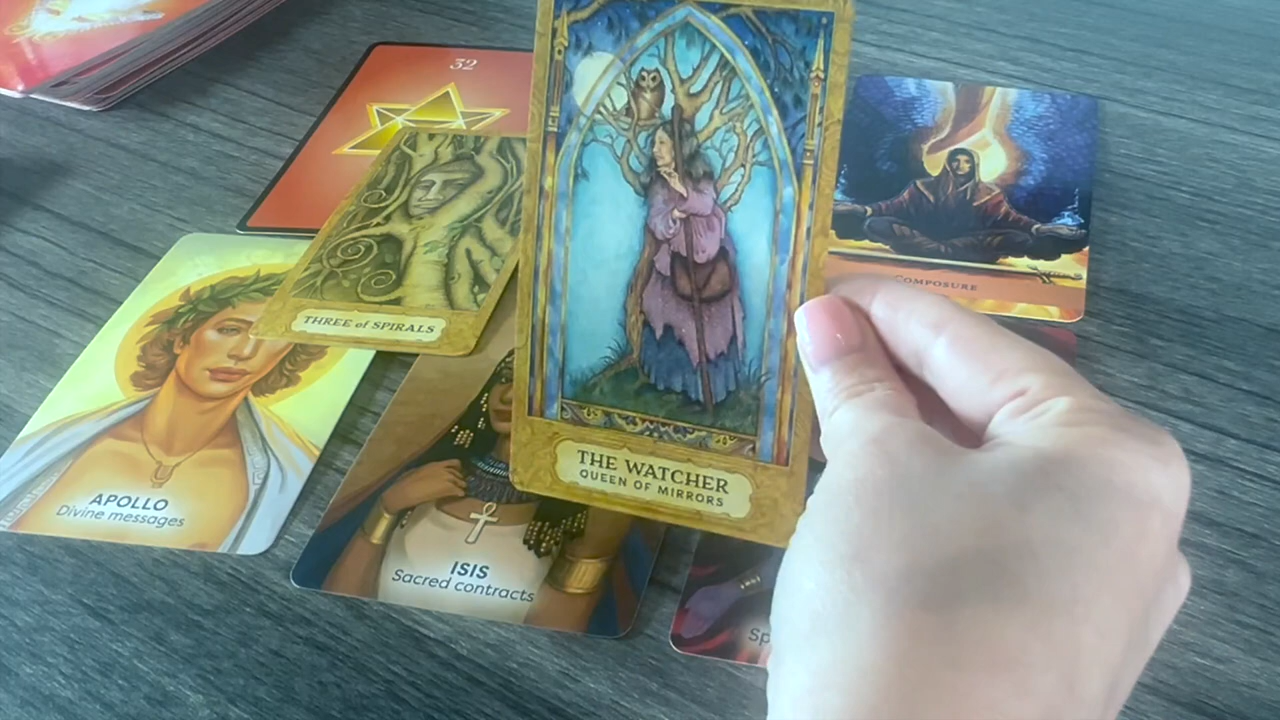 32
THREE of SPIRALS
COMPOSURE
THE WATCHER
QUEEN OF MIRRORS
APOLLO
Divine messages
ISIS
Sacred contracts